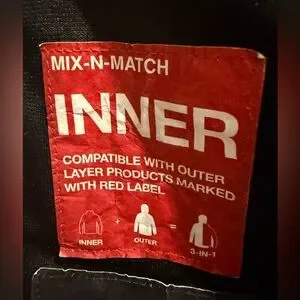 MIX-N-MATCH
INNER
COMPATIBLE WITH OUTER
LAYER PRODUCTS MARKED
WITH RED LABEL
+ =
INNER OUTER 3-IN-1